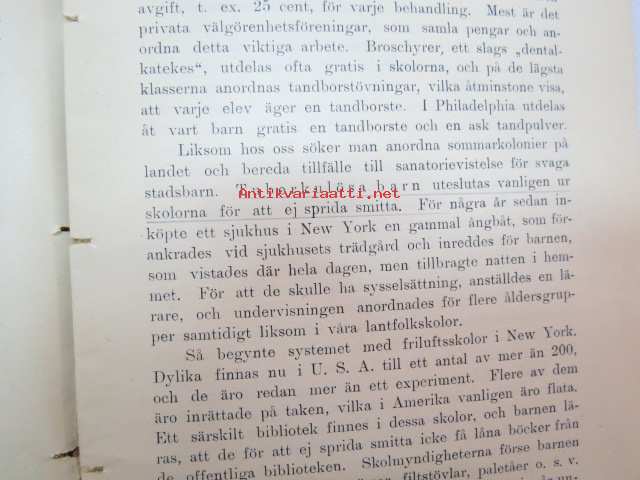 avgift, t. ex. 25 cent, för varje behandling. Mest är det
privata välgörenhetsföreningar, som samla pengar och an-
ordna detta viktiga arbete. Broschyrer, ett slags „dental-
katekes“, utdelas ofta gratis i skolorna, och på de lägsta
klasserna anordnas tandborstövningar, vilka åtminstone visa,
att varje elev äger en tandborste. I Philadelphia utdelas
åt vart barn gratis en tandborste och en ask tandpulver.
Liksom hos oss söker man anordna sommarkolonier på
landet och bereda tillfälle till sanatorievistelse för svaga
stadsbarn. Tuberkulösa barn uteslutas vanligen ur
Antikvariaatti.net
skolorna för att ej sprida smitta. För några år sedan in-
köpte ett sjukhus i New York en gammal ångbåt, som för-
ankrades vid sjukhusets trädgård och inreddes för barnen,
som vistades där hela dagen, men tillbragte natten i hem-
met. För att de skulle ha sysselsättning, anställdes en lä-
rare, och undervisningen anordnades för flere åldersgrup-
per samtidigt liksom i våra lantfolkskolor.
Så begynte systemet med friluftsskolor i New York.
Dylika finnas nu i U. S. A. till ett antal av mer än 200,
och de äro redan mer än ett experiment. Flere av dem
äro inrättade på taken, vilka i Amerika vanligen äro flata.
Ett särskilt bibliotek finnes i dessa skolor, och barnen lä-
ras, att de för att ej sprida smitta icke få låna böcker från
de offentliga biblioteken. Skolmyndigheterna förse barnen
filtstövlar, paletåer o. s. v.